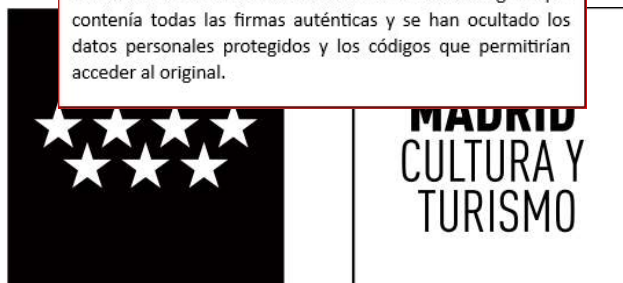 contenía todas las firmas auténticas y se han ocultado los
datos personales protegidos y los códigos que permitirían
acceder al original.
MADRID
CULTURA Y
TURISMO